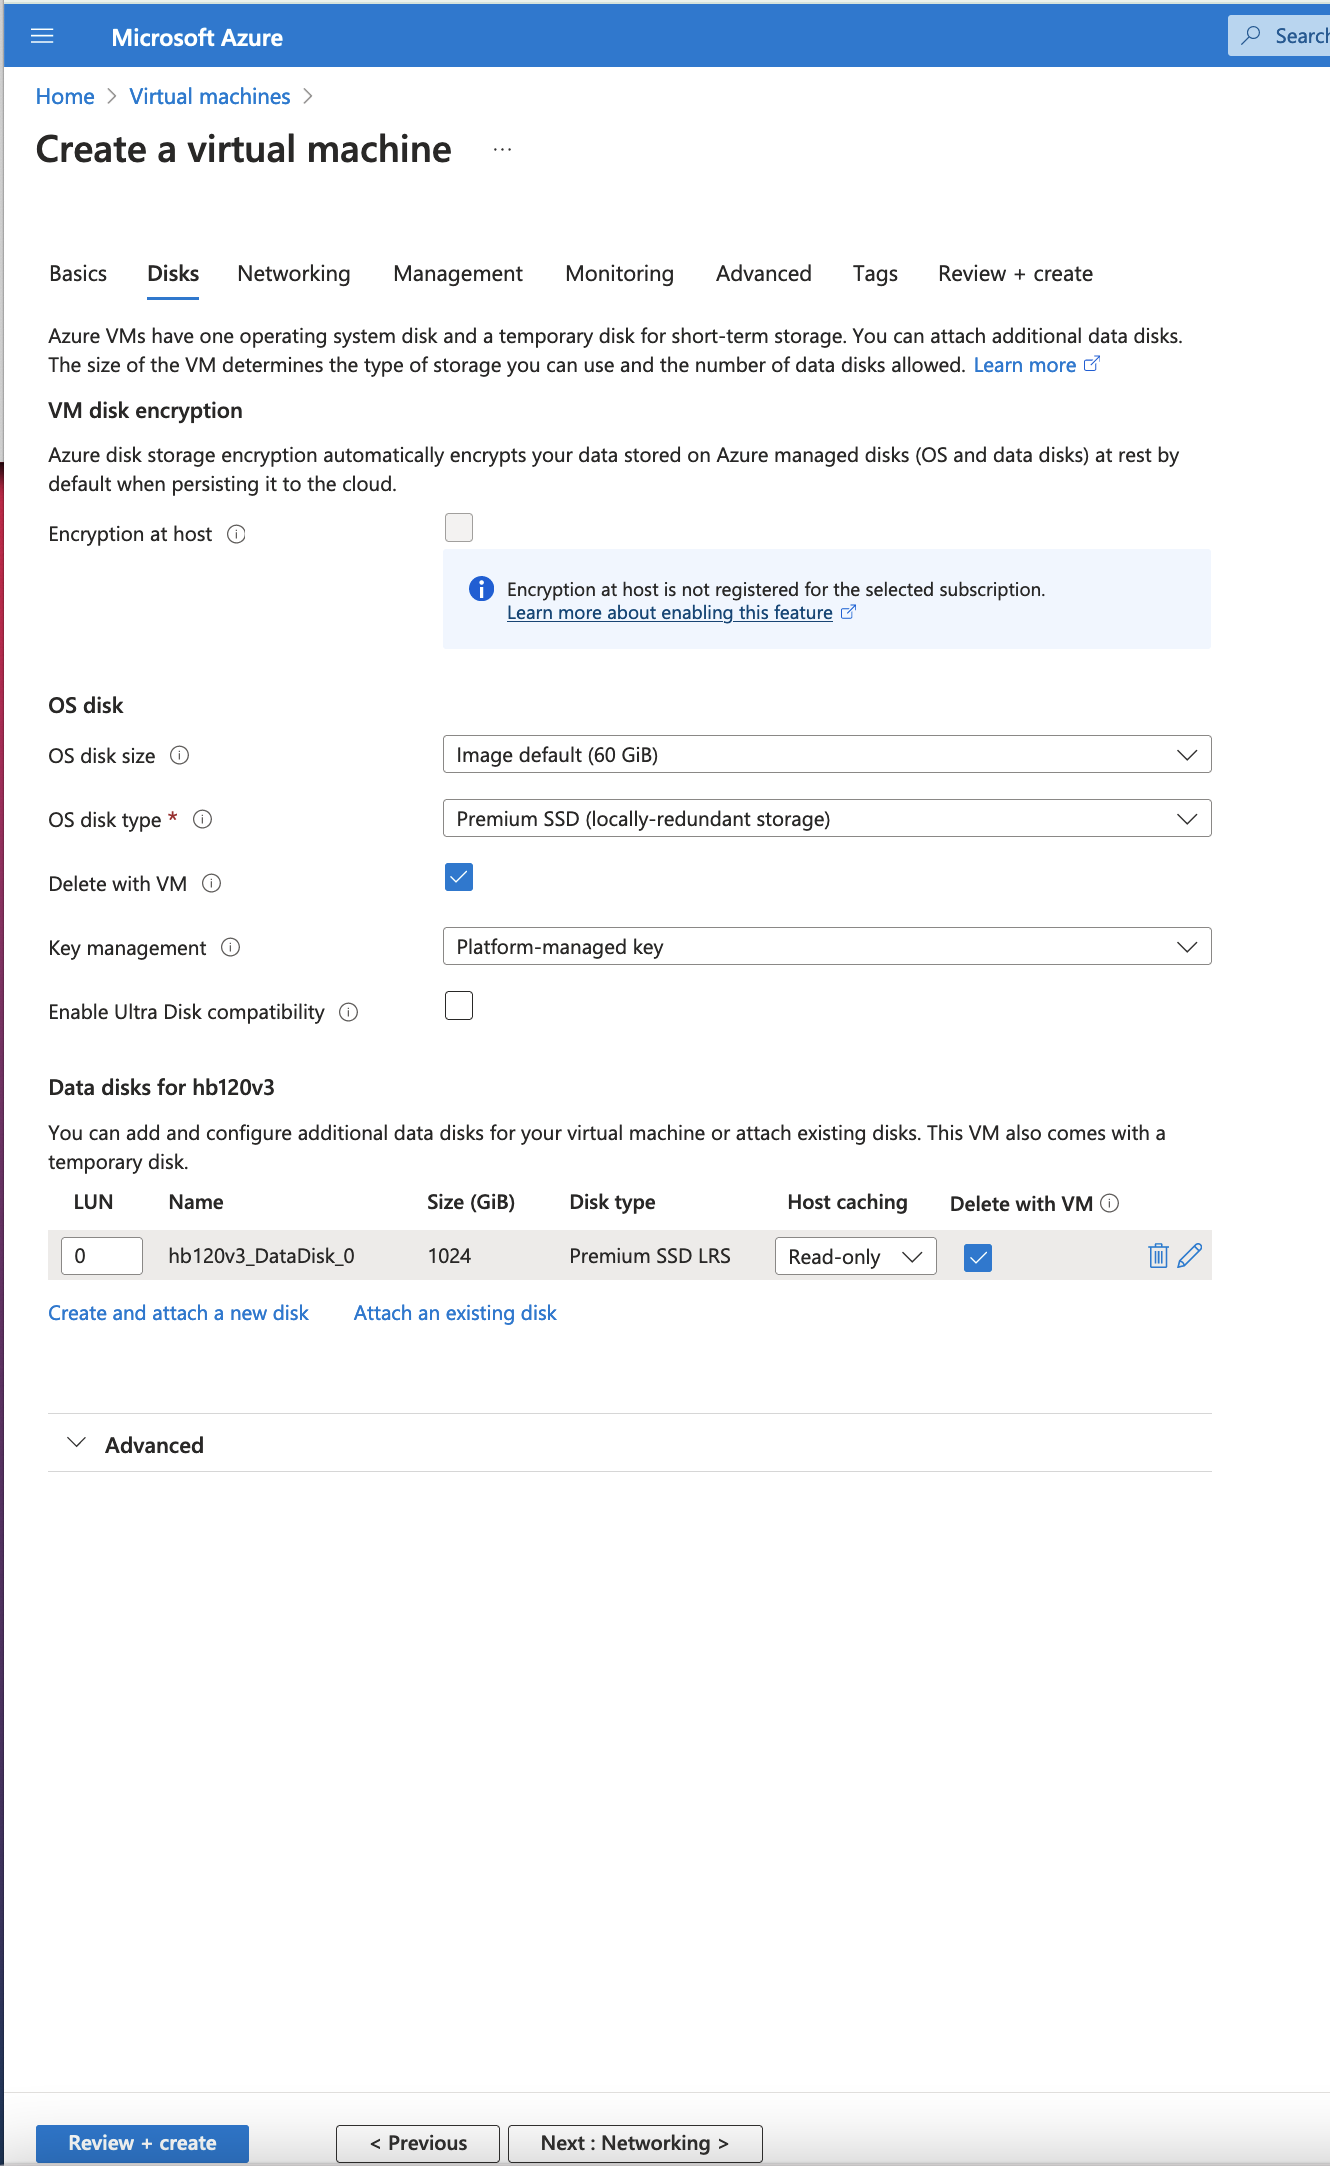 Microsoft Azure
Search
Home > Virtual machines >
Create a virtual machine ...
Basics Disks Networking Management Monitoring Advanced Tags Review + create
Azure VMs have one operating system disk and a temporary disk for short-term storage. You can attach additional data disks.
The size of the VM determines the type of storage you can use and the number of data disks allowed. Learn more
VM disk encryption
Azure disk storage encryption automatically encrypts your data stored on Azure managed disks (OS and data disks) at rest by
default when persisting it to the cloud.
Encryption at host
Encryption at host is not registered for the selected subscription.
Learn more about enabling this feature
OS disk
OS disk size Image default (60 GiB)
OS disk type * Premium SSD (locally-redundant storage)
Delete with VM
Key management Platform-managed key
Enable Ultra Disk compatibility
Data disks for hb120v3
You can add and configure additional data disks for your virtual machine or attach existing disks. This VM also comes with a
temporary disk.
LUN Name Size (GiB) Disk type Host caching Delete with VM
0 hb120v3_DataDisk_0 1024 Premium SSD LRS Read-only
Create and attach a new disk Attach an existing disk
Advanced
Review + create < Previous Next : Networking >